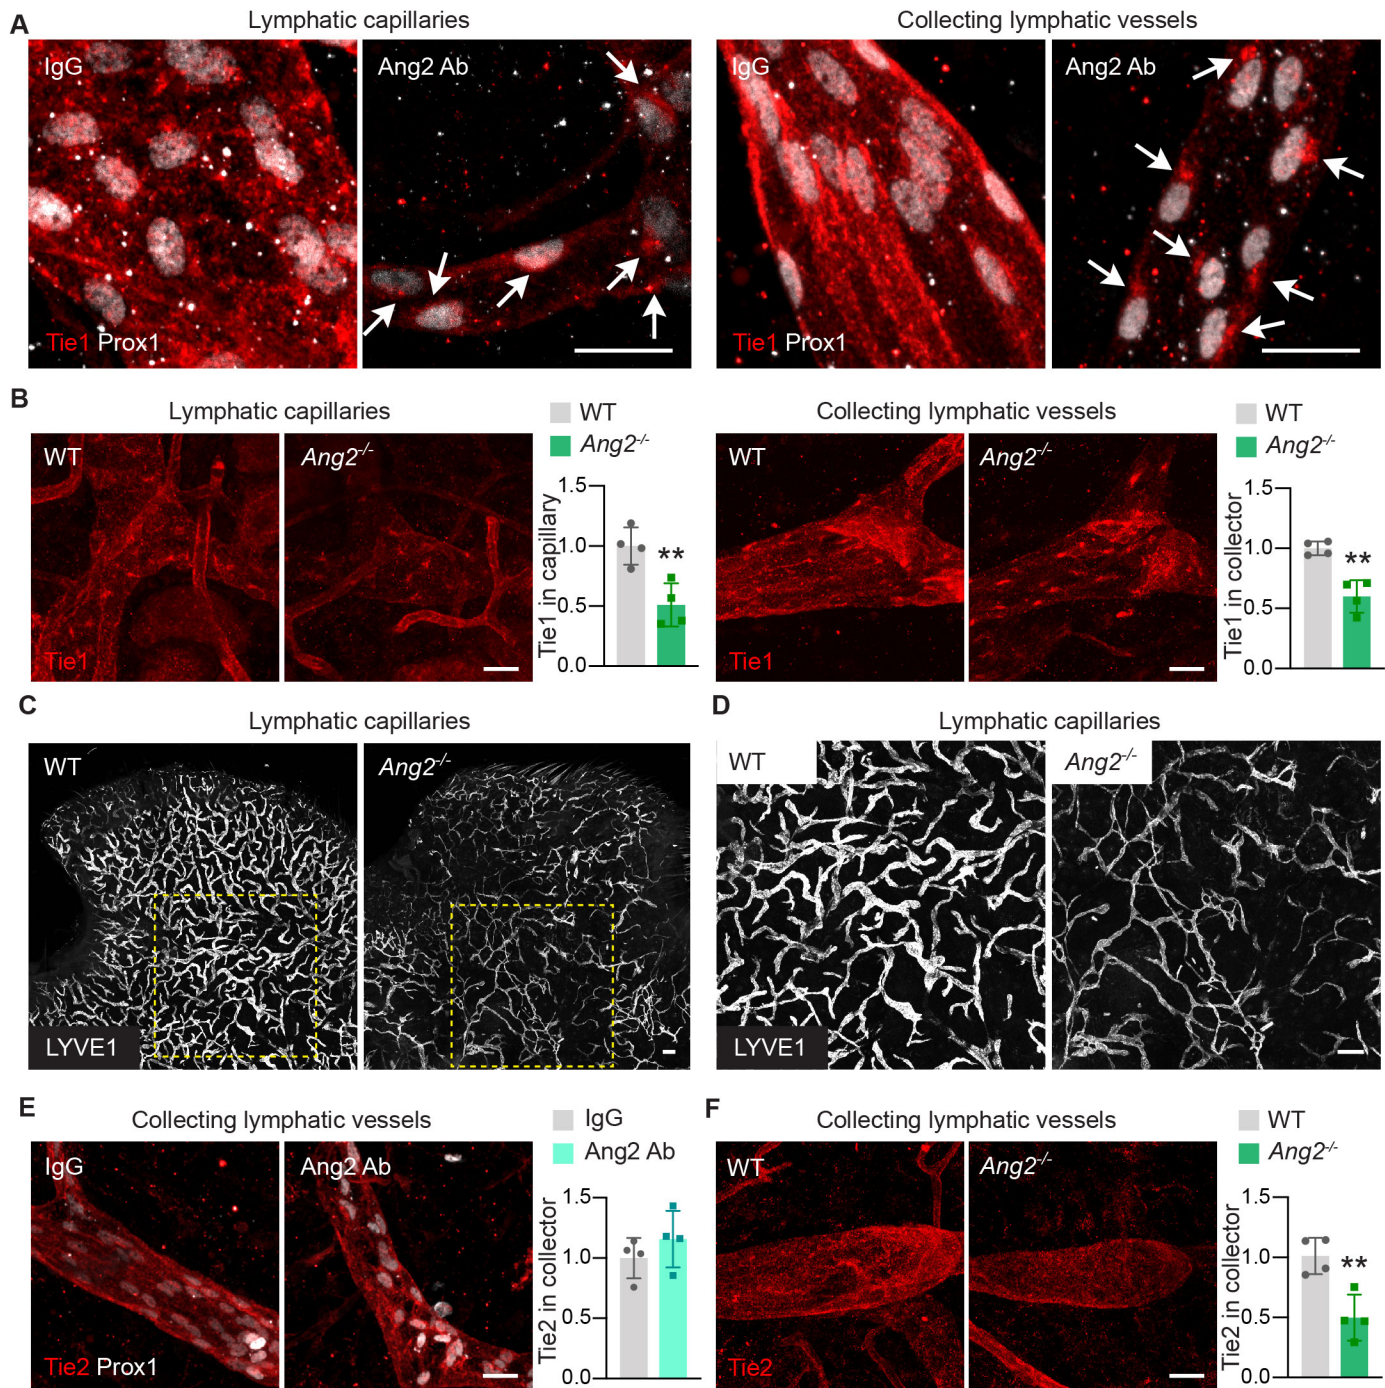 A
Lymphatic capillaries
Collecting lymphatic vessels
IgG
Ang2 Ab
IgG
Ang2 Ab
Tie1 Prox1
Tie1 Prox1
B
Lymphatic capillaries
WT
Ang2-/-
Collecting lymphatic vessels
WT
Ang2-/-
WT
Ang2-/-
WT
Ang2-/-
Tie1
Tie1 in capillary
1.5
1.0
0.5
0.0
**
Tie1
Tie1 in collector
1.5
1.0
0.5
0.0
**
C
Lymphatic capillaries
D
Lymphatic capillaries
WT
Ang2-/-
WT
Ang2-/-
LYVE1
LYVE1
E
Collecting lymphatic vessels
IgG
Ang2 Ab
F
Collecting lymphatic vessels
WT
Ang2-/-
IgG
Ang2 Ab
WT
Ang2-/-
Tie2 Prox1
Tie2 in collector
1.5
1.0
0.5
0.0
Tie2
Tie2 in collector
1.5
1.0
0.5
0.0
**